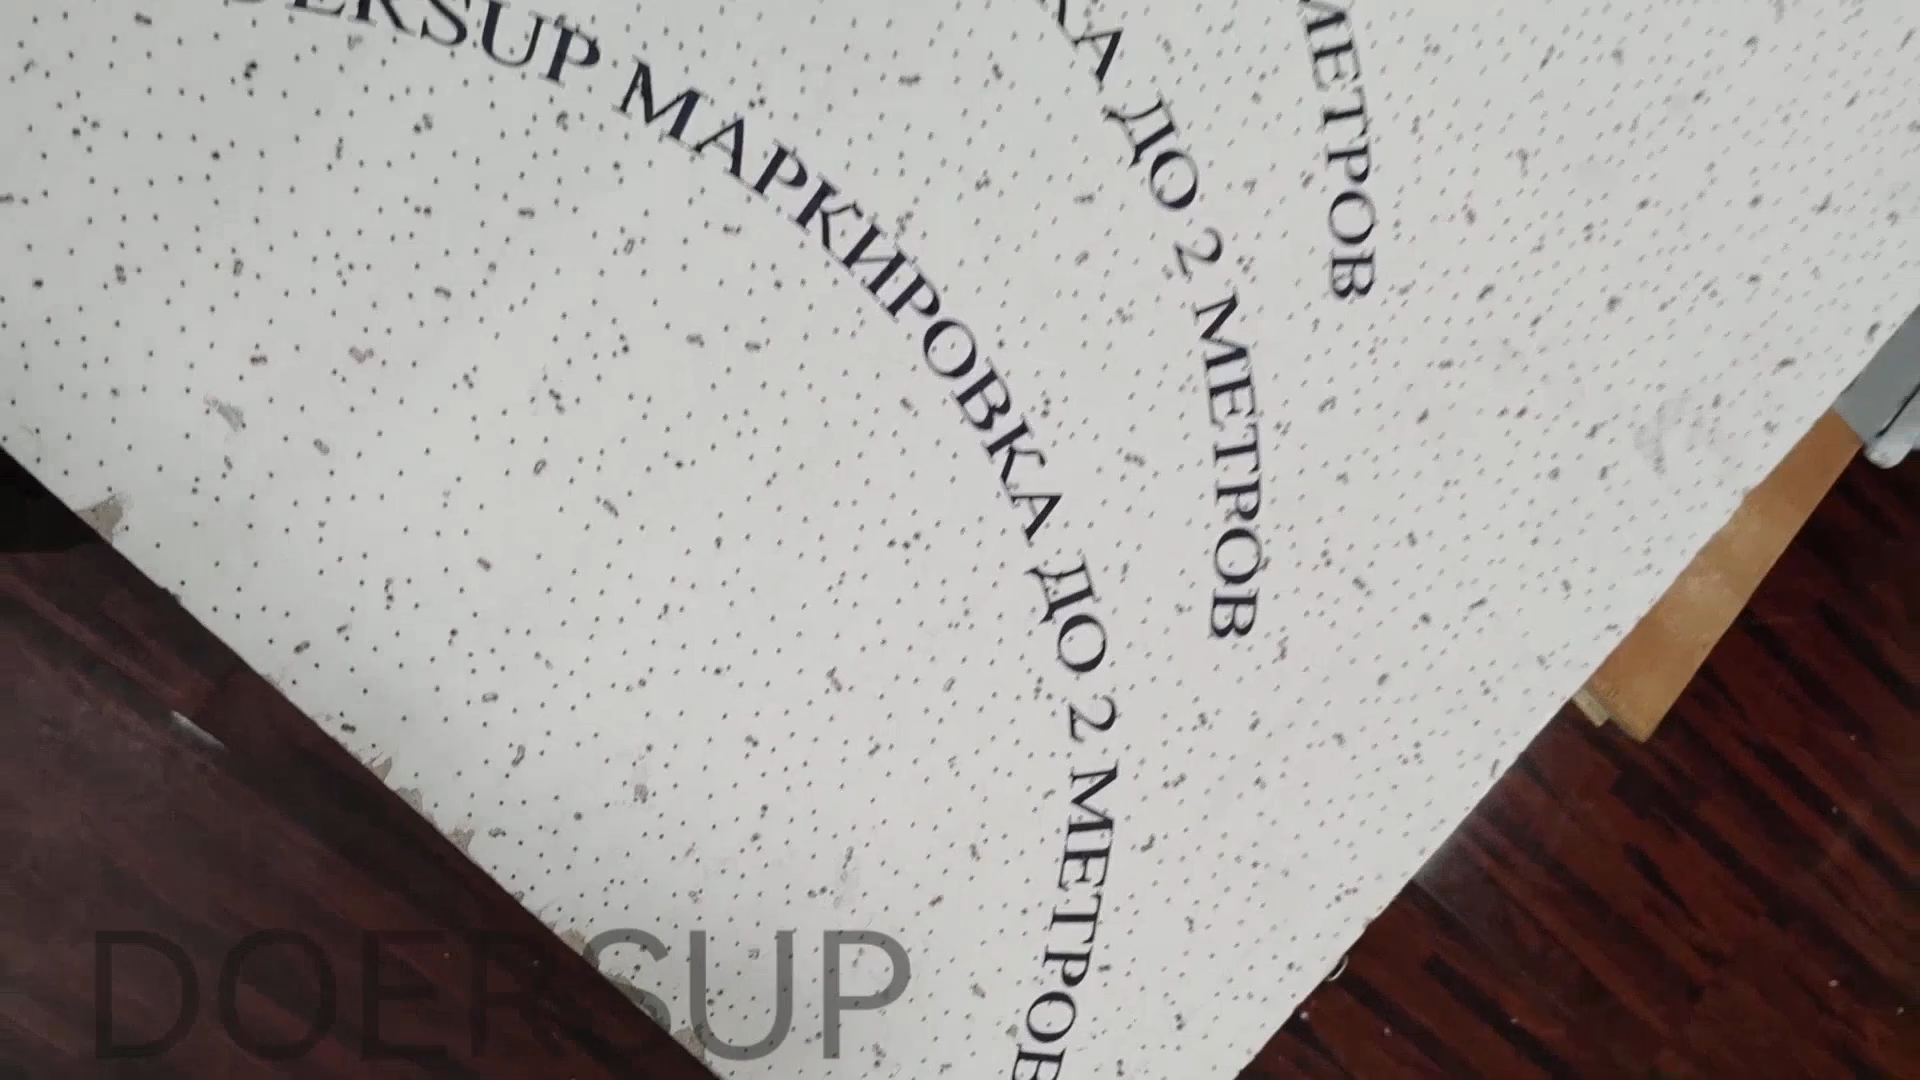 ERSUP МАРКИРОВКА ДО 2 МЕТРОВ
КА ДО 2 МЕТРОВ
МЕТРОВ
DOERSUP